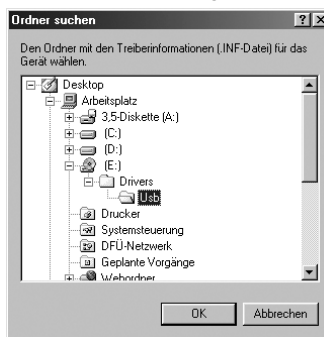 Ordner suchen
Den Ordner mit den Treiberinformationen (.INF-Datei) für das
Gerät wählen.
Desktop
Arbeitsplatz
3,5-Diskette (A:)
(C:)
(D:)
(E:)
Drivers
Usb
Drucker
Systemsteuerung
DFÜ-Netzwerk
Geplante Vorgänge
Webordner
OK
Abbrechen